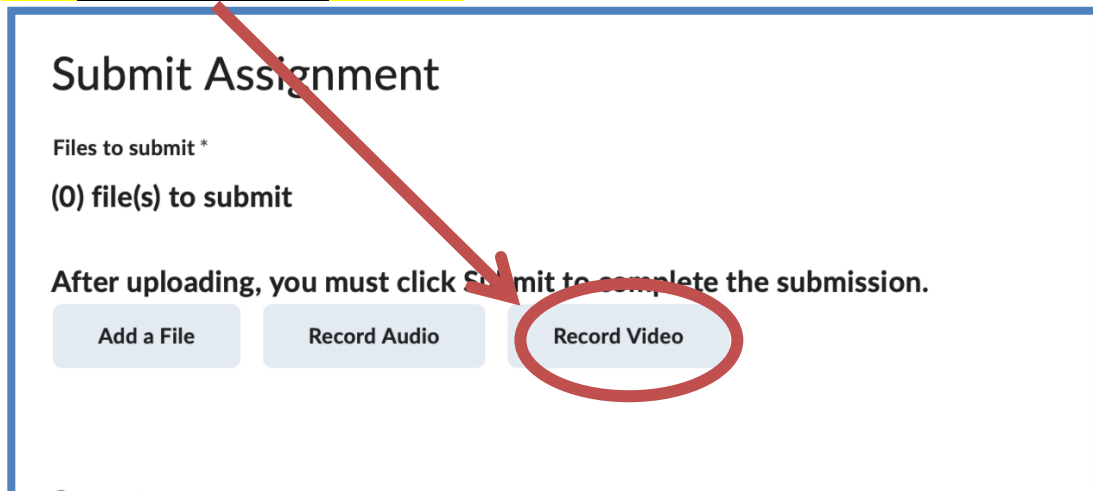 Submit Assignment
Files to submit *
(0) file(s) to submit
After uploading, you must click Submit to complete the submission.
Add a File Record Audio Record Video